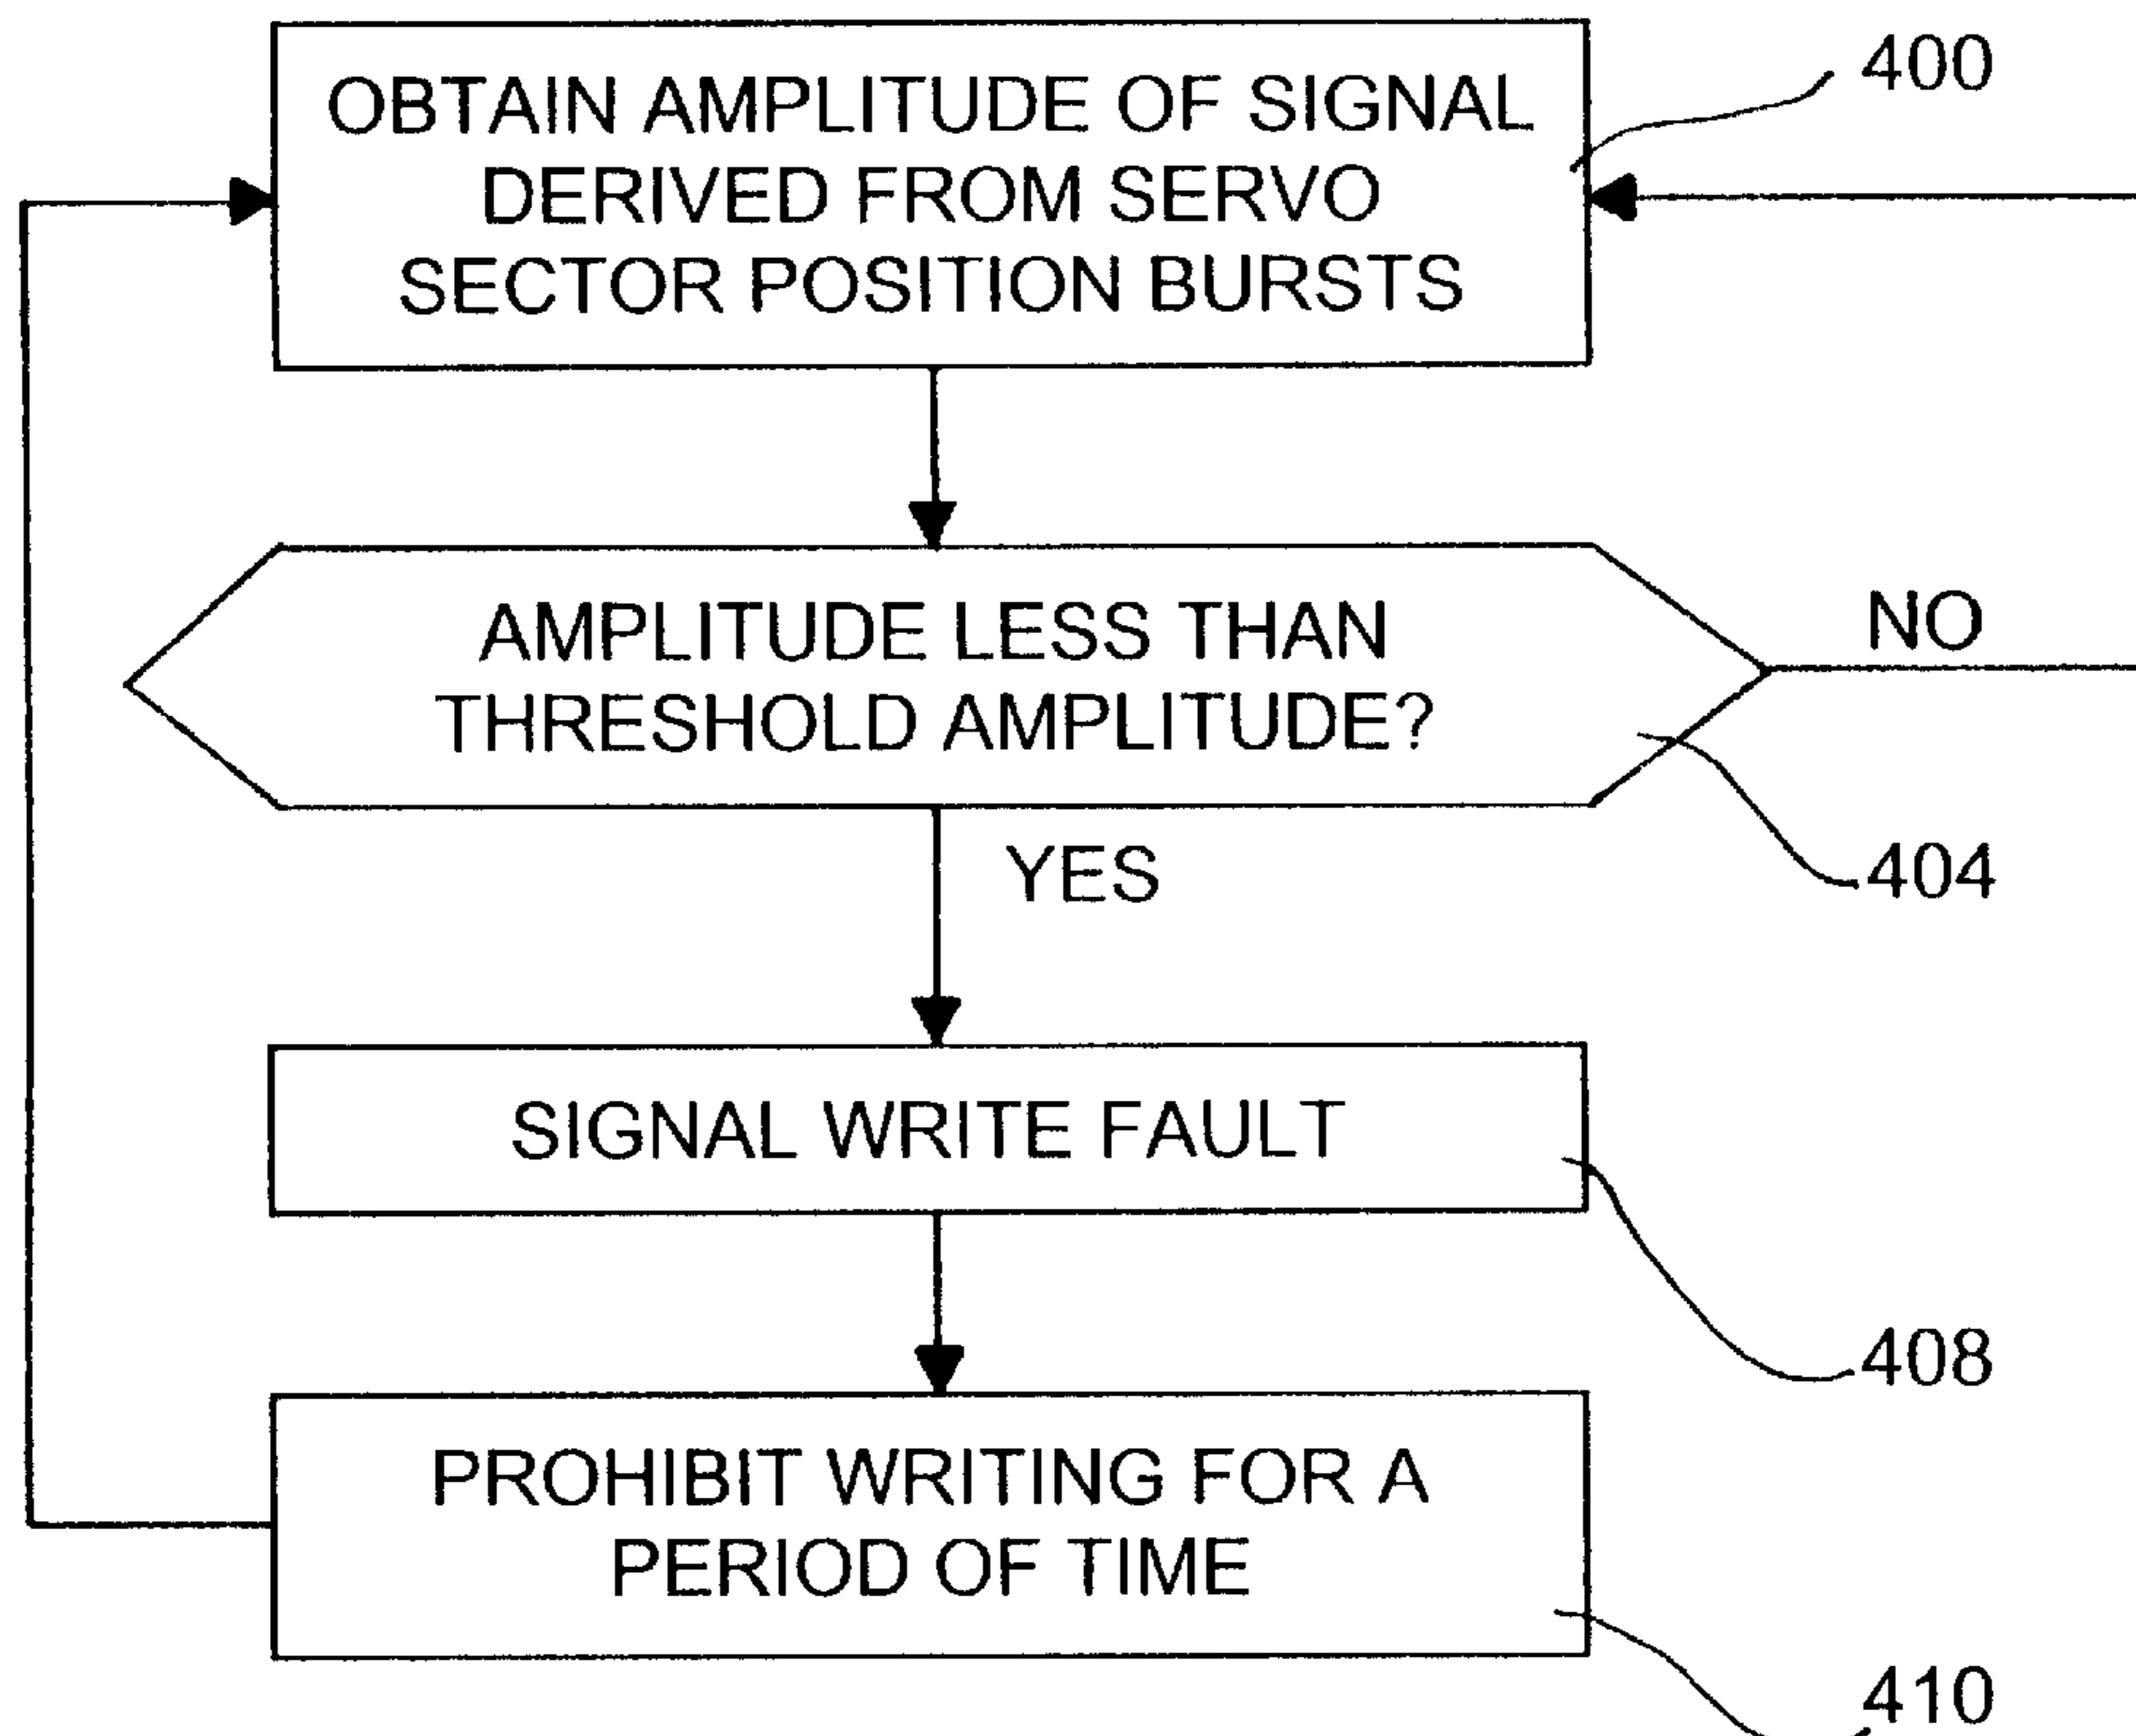 OBTAIN AMPLITUDE OF SIGNAL
DERIVED FROM SERVO
SECTOR POSITION BURSTS
400
AMPLITUDE LESS THAN
THRESHOLD AMPLITUDE?
NO
404
YES
SIGNAL WRITE FAULT
408
PROHIBIT WRITING FOR A
PERIOD OF TIME
410